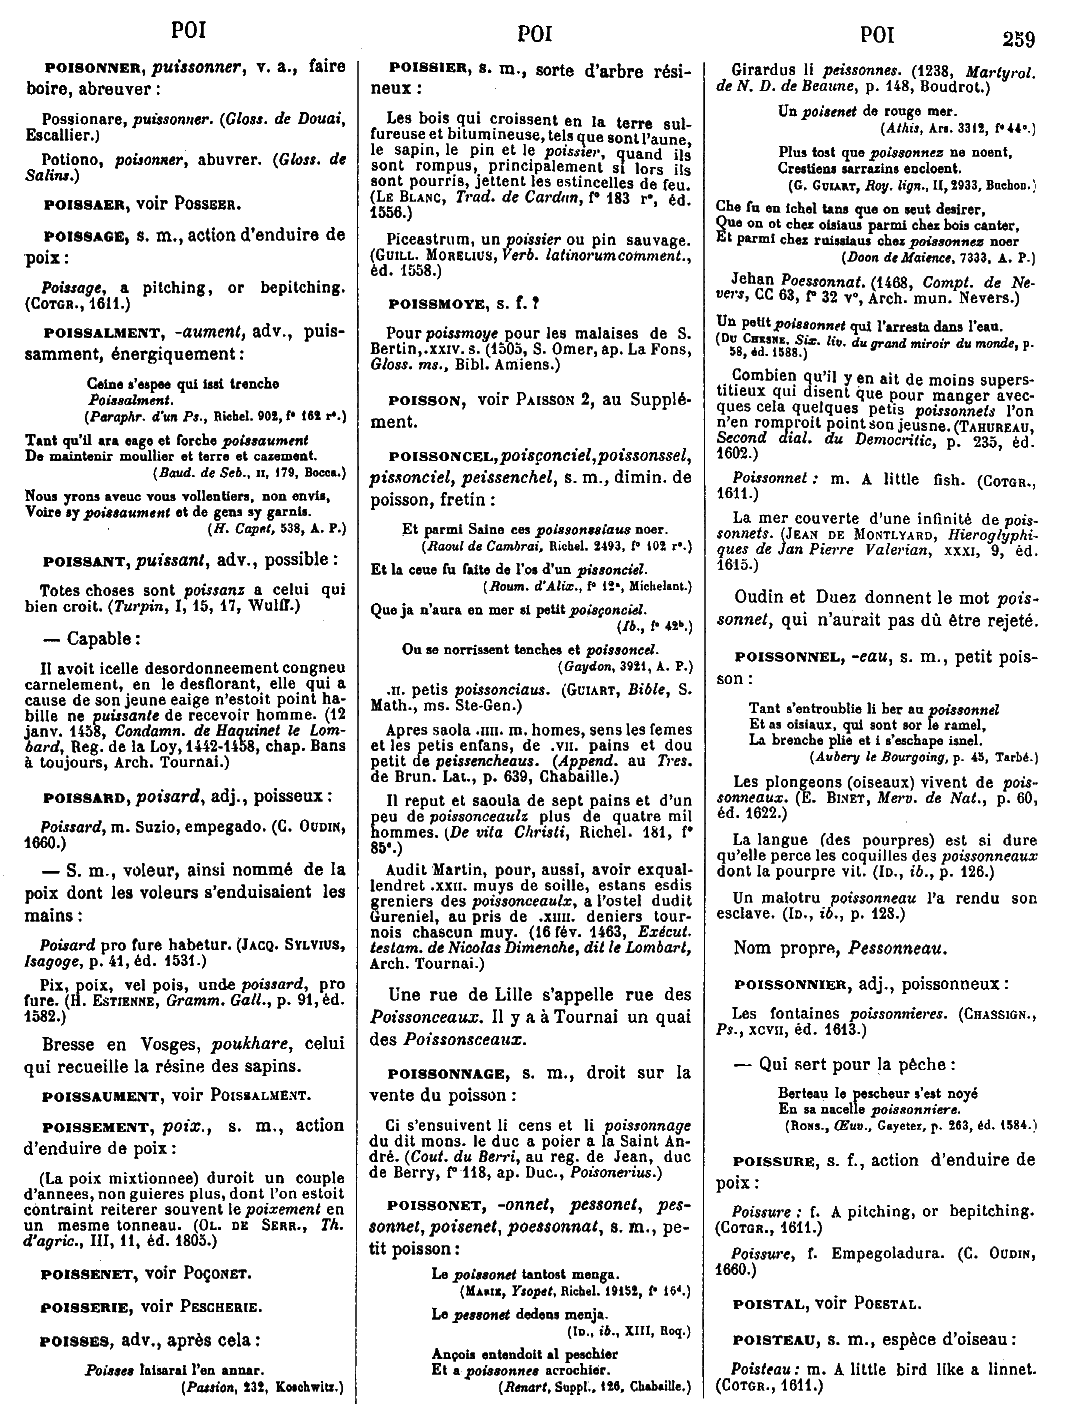 POI
POI
POI
259
POISONNER, puissonner, v. a., faire
boire, abreuver :
Possionare, puissonner. (Gloss. de Douai,
Escallier.)
Potiono, poisonner, abuvrer. (Gloss. de
Salins.)
POISSAER, voir POSSEER.
POISSAGE, s. m., action d'enduire de
poix :
Poissage, a pitching, or bepitching.
(COTGR., 1611.)
POISSALMENT, -aument, adv., puis-
samment, énergiquement :
Ceine s'espee qui issi trenche
Poissalment.
(Paraphr. d'un Ps., Richel. 902, f° 162 r°.)
Tant qu'il ara eage et forche poissaument
De maintenir moullier et terre et cazement.
(Baud. de Seb., II, 179, Bocca.)
Nous yrons aveuc vous vollentiers, non envis,
Voire sy poissaument et de gens sy garnis.
(H. Capet, 538, A. P.)
POISSANT, puissant, adv., possible :
Totes choses sont poissanz a celui qui
bien croit. (Turpin, I, 15, 17, Wulff.)
— Capable :
Il avoit icelle desordonneement congneu
carnelement, en le desflorant, elle qui a
cause de son jeune eaige n'estoit point ha-
bille ne puissante de recevoir homme. (12
janv. 1458, Condamn. de Haquinet le Lom-
bard, Reg. de la Loy, 1442-1458, chap. Bans
à toujours, Arch. Tournai.)
POISSARD, poisard, adj., poisseux :
Poissard, m. Suzio, empegado. (C. OUDIN,
1660.)
— S. m., voleur, ainsi nommé de la
poix dont les voleurs s'enduisaient les
mains :
Poisard pro fure habetur. (JACQ. SYLVIUS,
Isagoge, p. 41, éd. 1531.)
Pix, poix, vel pois, unde poissard, pro
fure. (H. ESTIENNE, Gramm. Gall., p. 91, éd.
1582.)
Bresse en Vosges, poukhare, celui
qui recueille la résine des sapins.
POISSAUMENT, voir POISSALMENT.
POISSEMENT, poix., s. m., action
d'enduire de poix :
(La poix mixtionnee) duroit un couple
d'annees, non guieres plus, dont l'on estoit
contraint reiterer souvent le poixement en
un mesme tonneau. (OL. DE SERR., Th.
d'agric., III, 11, éd. 1805.)
POISSENET, voir POÇONET.
POISSERIE, voir PESCHERIE.
POISSES, adv., après cela :
Poisses laisarai l'en annar.
(Passion, 232, Koschwitz.)
POISSIER, s. m., sorte d'arbre rési-
neux :
Les bois qui croissent en la terre sul-
fureuse et bitumineuse, tels que sont l'aune,
le sapin, le pin et le poissier, quand ils
sont rompus, principalement si lors ils
sont pourris, jettent les estincelles de feu.
(LE BLANC, Trad. de Cardan, f° 183 r°, éd.
1556.)
Piceastrum, un poissier ou pin sauvage.
(GUILL. MORELIUS, Verb. latinorum comment.,
éd. 1558.)
POISSMOYE, s. f. ?
Pour poissmoye pour les malaises de S.
Bertin, .XXIV. s. (1505, S. Omer, ap. La Fons,
Gloss. ms., Bibl. Amiens.)
POISSON, voir PAISSON 2, au Supplé-
ment.
POISSONCEL, poisçonciel, poissonssel,
pissonciel, peissenchel, s. m., dimin. de
poisson, fretin :
Et parmi Saine ces poissonssiaus noer.
(Raoul de Cambrai, Richel. 2493, f° 102 r°.)
Et la ceue fu faite de l'os d'un pissonciel.
(Roum. d'Alix., f° 12ª, Michelant.)
Que ja n'aura en mer si petit poisçonciel.
(Ib., f° 42ᵇ.)
Ou se norrissent tenches et poissoncel.
(Gaydon, 3921, A. P.)
.II. petis poissonciaus. (GUIART, Bible, S.
Math., ms. Ste-Gen.)
Apres saola .IIII. m. homes, sens les femes
et les petis enfans, de .VII. pains et dou
petit de peissencheaus. (Append. au Tres.
de Brun. Lat., p. 639, Chabaille.)
Il reput et saoula de sept pains et d'un
peu de poissonceaulz plus de quatre mil
hommes. (De vita Christi, Richel. 181, f°
85ᵉ.)
Audit Martin, pour, aussi, avoir exqual-
lendret .XXII. muys de soille, estans esdis
greniers des poissonceaulx, a l'ostel dudit
Gureniel, au pris de .XIIII. deniers tour-
nois chascun muy. (16 fév. 1463, Exécut.
testam. de Nicolas Dimenche, dit le Lombart,
Arch. Tournai.)
Une rue de Lille s'appelle rue des
Poissonceaux. Il y a à Tournai un quai
des Poissonsceaux.
POISSONNAGE, s. m., droit sur la
vente du poisson :
Ci s'ensuivent li cens et li poissonnage
du dit mons. le duc a poier a la Saint An-
dré. (Cout. du Berri, au reg. de Jean, duc
de Berry, f° 118, ap. Duc., Poisonerius.)
POISSONET, -onnet, pessonet, pes-
sonnet, poisenet, poessonnat, s. m., pe-
tit poisson :
Le poissonet tantost menga.
(MARIE, Ysopet, Richel. 19152, f° 16ᵈ.)
Le pessonet dedens menja.
(ID., ib., XIII, Roq.)
Ançois entendoit al peschier
Et a poissonnes acrochier.
(Renart, Suppl., 126, Chabaille.)
Girardus li peissonnes. (1238, Martyrol.
de N. D. de Beaune, p. 148, Boudrot.)
Un poisenet de rouge mer.
(Athis, Ars. 3312, f° 44ᵉ.)
Plus tost que poissonnez ne noent,
Crestiens sarrazins encloent.
(G. GUIART, Roy. lign., II, 2933, Buchon.)
Che fu en ichel tans que on seut desirer,
Que on ot chez oisiaus parmi chez bois canter,
Et parmi chez ruissiaus chez poissonnez noer
(Doon de Maience, 7333, A. P.)
Jehan Poessonnat. (1468, Compt. de Ne-
vers, CC 63, f° 32 v°, Arch. mun. Nevers.)
Un petit poissonnet qui l'arresta dans l'eau.
(DU CHESNE, Six. liv. du grand miroir du monde, p.
58, éd. 1588.)
Combien qu'il y en ait de moins supers-
titieux qui disent que pour manger avec-
ques cela quelques petis poissonnets l'on
n'en romproit point son jeusne. (TAHUREAU,
Second dial. du Democritic, p. 235, éd.
1602.)
Poissonnet : m. A little fish. (COTGR.,
1611.)
La mer couverte d'une infinité de pois-
sonnets. (JEAN DE MONTLYARD, Hieroglyphi-
ques de Jan Pierre Valerian, XXXI, 9, éd.
1615.)
Oudin et Duez donnent le mot pois-
sonnet, qui n'aurait pas dû être rejeté.
POISSONNEL, -eau, s. m., petit pois-
son :
Tant s'entroublie li ber au poissonnel
Et as oisiaux, qui sont sor le ramel,
La brenche plie et i s'eschape isnel.
(Aubery le Bourgoing, p. 45, Tarbé.)
Les plongeons (oiseaux) vivent de pois-
sonneaux. (E. BINET, Merv. de Nat., p. 60,
éd. 1622.)
La langue (des pourpres) est si dure
qu'elle perce les coquilles des poissonneaux
dont la pourpre vit. (ID., ib., p. 126.)
Un malotru poissonneau l'a rendu son
esclave. (ID., ib., p. 128.)
Nom propre, Pessonneau.
POISSONNIER, adj., poissonneux :
Les fontaines poissonnieres. (CHASSIGN.,
Ps., XCVII, éd. 1613.)
— Qui sert pour la pêche :
Berteau le pescheur s'est noyé
En sa nacelle poissonniere.
(RONS., Œuv., Gayetez, p. 263, éd. 1584.)
POISSURE, s. f., action d'enduire de
poix :
Poissure : f. A pitching, or bepitching.
(COTGR., 1611.)
Poissure, f. Empegoladura. (C. OUDIN,
1660.)
POISTAL, voir POESTAL.
POISTEAU, s. m., espèce d'oiseau :
Poisteau : m. A little bird like a linnet.
(COTGR., 1611.)